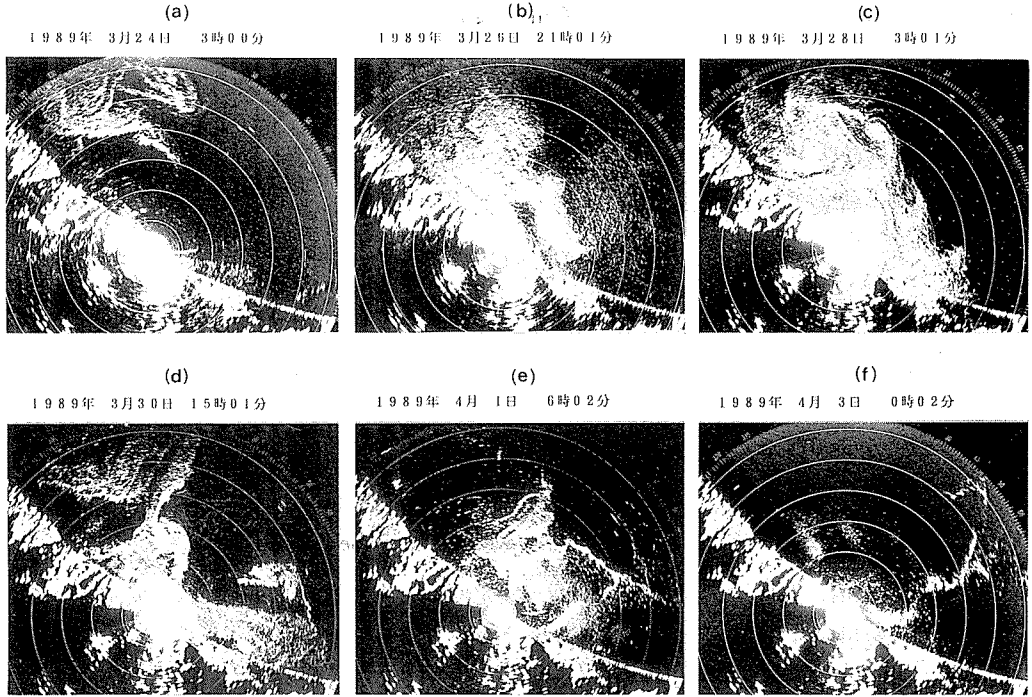 (a)
1989年 3月24日 3時00分
(b)
1989年 3月26日 21時01分
(c)
1989年 3月28日 3時01分
(d)
1989年 3月30日 15時01分
(e)
1989年 4月 1日 6時02分
(f)
1989年 4月 3日 0時02分